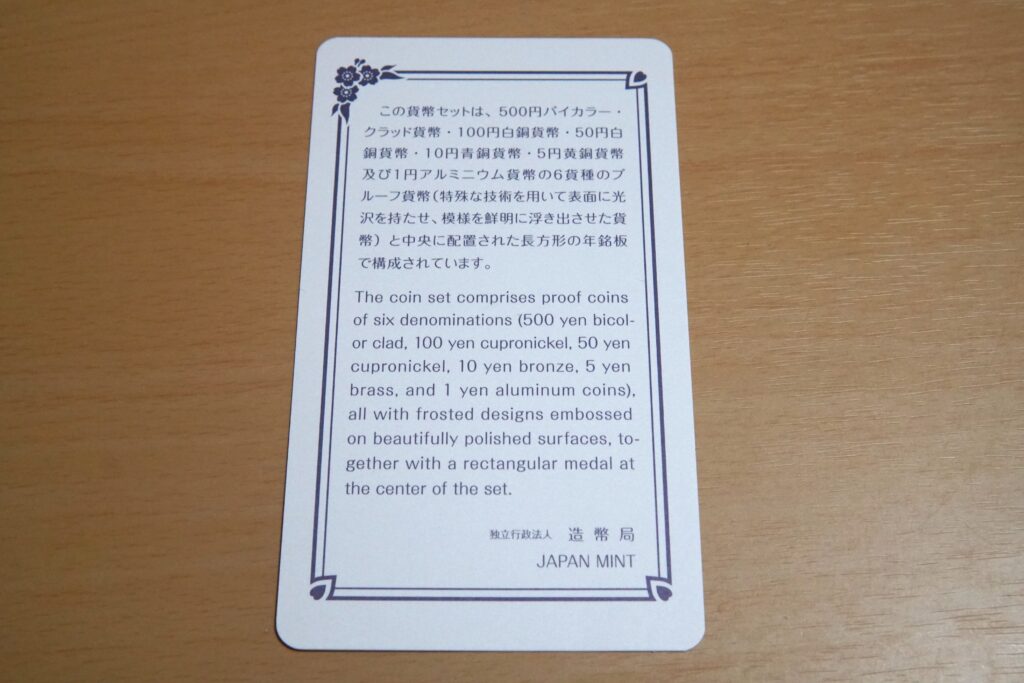 この貨幣セットは、500円バイカラー・
クラッド貨幣・100円白銅貨幣・50円白
銅貨幣・10円青銅貨幣・5円黄銅貨幣
及び1円アルミニウム貨幣の6貨種のプ
ルーフ貨幣(特殊な技術を用いて表面に光
沢を持たせ、模様を鮮明に浮き出させた貨
幣)と中央に配置された長方形の年銘板
で構成されています。
The coin set comprises proof coins
of six denominations (500 yen bicol-
or clad, 100 yen cupronickel, 50 yen
cupronickel, 10 yen bronze, 5 yen
brass, and 1 yen aluminum coins),
all with frosted designs embossed
on beautifully polished surfaces, to-
gether with a rectangular medal at
the center of the set.
独立行政法人 造幣局
JAPAN MINT